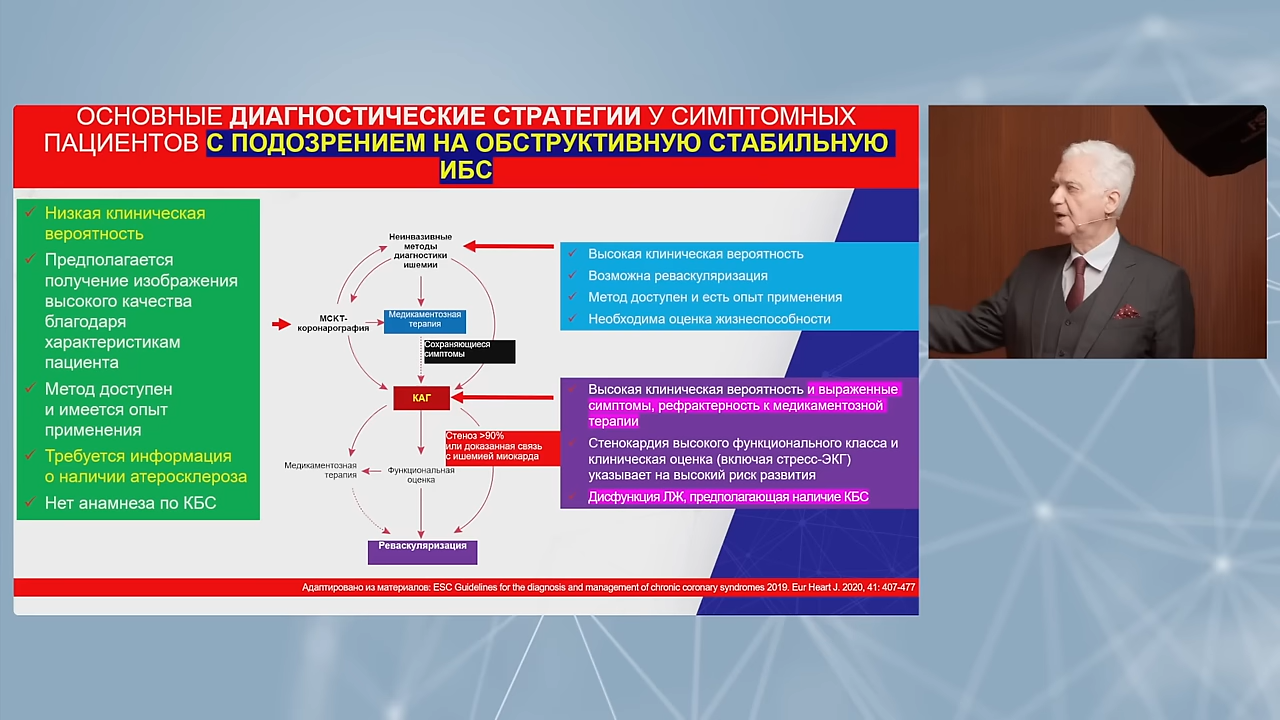 ОСНОВНЫЕ ДИАГНОСТИЧЕСКИЕ СТРАТЕГИИ У СИМПТОМНЫХ
ПАЦИЕНТОВ С ПОДОЗРЕНИЕМ НА ОБСТРУКТИВНУЮ СТАБИЛЬНУЮ
ИБС
Низкая клиническая
вероятность
Предполагается
получение изображения
высокого качества
благодаря
характеристикам
пациента
Метод доступен
и имеется опыт
применения
Требуется информация
о наличии атеросклероза
Нет анамнеза по КБС
Неинвазивные
методы
диагностики
ишемии
МСКТ-
коронарография
Медикаментозная
терапия
Сохраняющиеся
симптомы
КАГ
Стеноз >90%
или доказанная связь
с ишемией миокарда
Медикаментозная
терапия
Функциональная
оценка
Реваскуляризация
Высокая клиническая вероятность
Возможна реваскуляризация
Метод доступен и есть опыт применения
Необходима оценка жизнеспособности
Высокая клиническая вероятность и выраженные
симптомы, рефрактерность к медикаментозной
терапии
Стенокардия высокого функционального класса и
клиническая оценка (включая стресс-ЭКГ)
указывает на высокий риск развития
Дисфункция ЛЖ, предполагающая наличие КБС
Адаптировано из материалов: ESC Guidelines for the diagnosis and management of chronic coronary syndromes 2019. Eur Heart J. 2020, 41: 407-477